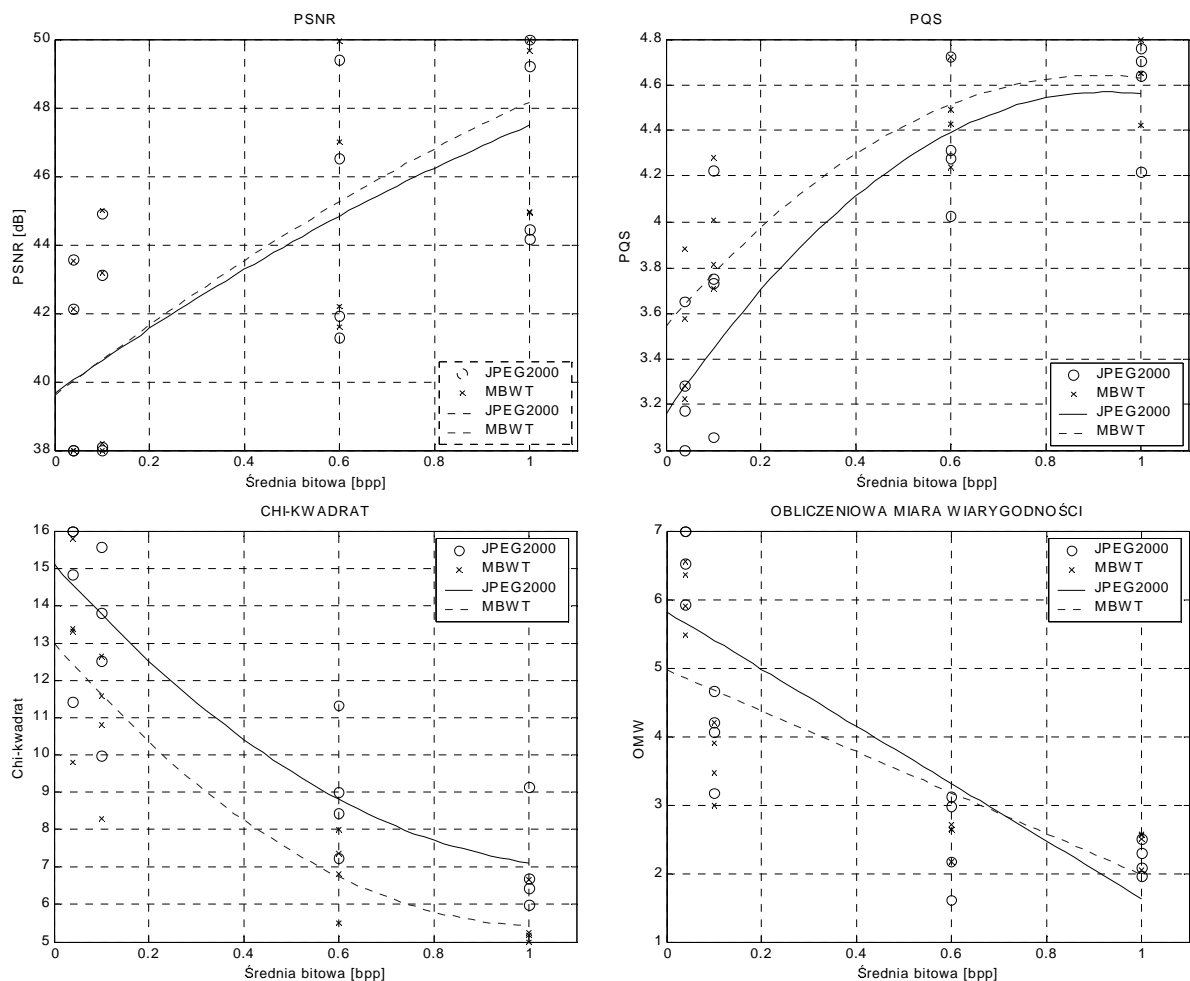 PSNR
50
48
46
44
42
40
38
PSNR [dB]
JPEG2000
MBWT
JPEG2000
MBWT
0
0.2
0.4
0.6
0.8
1
Średnia bitowa [bpp]
PQS
4.8
4.6
4.4
4.2
4
3.8
3.6
3.4
3.2
3
PQS
JPEG2000
MBWT
JPEG2000
MBWT
0
0.2
0.4
0.6
0.8
1
Średnia bitowa [bpp]
CHI-KWADRAT
16
15
14
13
12
11
10
9
8
7
6
5
Chi-kwadrat
JPEG2000
MBWT
JPEG2000
MBWT
0
0.2
0.4
0.6
0.8
1
Średnia bitowa [bpp]
OBLICZENIOWA MIARA WIARYGODNOŚCI
7
6
5
4
3
2
1
OMW
JPEG2000
MBWT
JPEG2000
MBWT
0
0.2
0.4
0.6
0.8
1
Średnia bitowa [bpp]